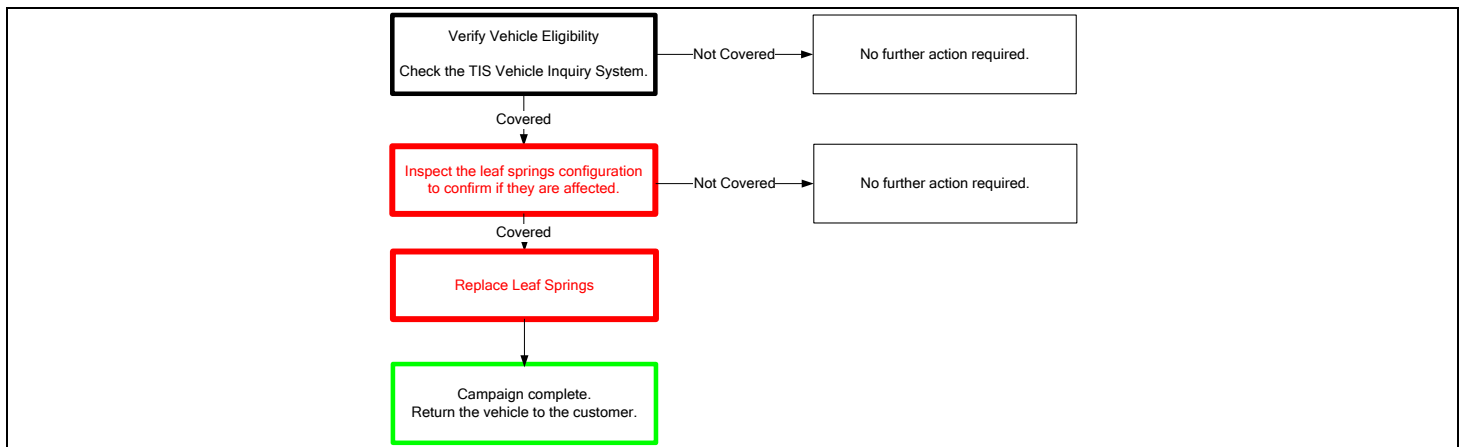 Verify Vehicle Eligibility
Check the TIS Vehicle Inquiry System.
Not Covered
No further action required.
Covered
Inspect the leaf springs configuration
to confirm if they are affected.
Not Covered
No further action required.
Covered
Replace Leaf Springs
Campaign complete.
Return the vehicle to the customer.